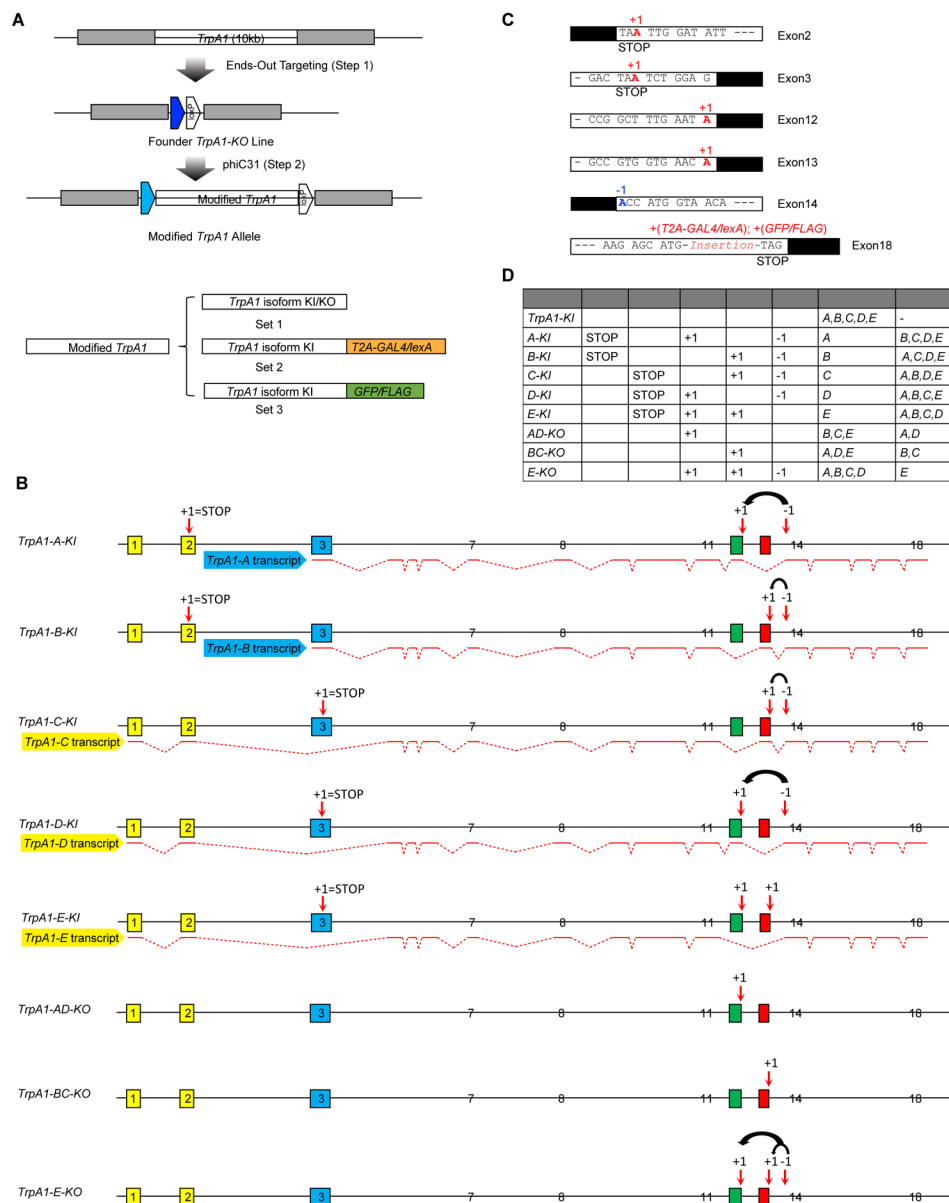 A
TrpA1 (10kb)
Ends-Out Targeting (Step 1)
loxP
Founder TrpA1-KO Line
phiC31 (Step 2)
Modified TrpA1
loxP
Modified TrpA1 Allele
TrpA1 isoform KI/KO
Set 1
Modified TrpA1
TrpA1 isoform KI T2A-GAL4/lexA
Set 2
TrpA1 isoform KI GFP/FLAG
Set 3
C
+1
TAA TTG GAT ATT --- Exon2
STOP
+1
- GAC TAA TCT GGA G Exon3
STOP
+1
- CCG GCT TTG AAT A Exon12
+1
- GCC GTG GTG AAC A Exon13
-1
ACC ATG GTA ACA --- Exon14
+(T2A-GAL4/lexA); +(GFP/FLAG)
--- AAG AGC ATG-Insertion-TAG Exon18
STOP
D
TrpA1-KI A,B,C,D,E -
A-KI STOP +1 -1 A B,C,D,E
B-KI STOP +1 -1 B A,C,D,E
C-KI STOP +1 -1 C A,B,D,E
D-KI STOP +1 -1 D A,B,C,E
E-KI STOP +1 +1 E A,B,C,D
AD-KO +1 B,C,E A,D
BC-KO +1 A,D,E B,C
E-KO +1 +1 -1 A,B,C,D E
B
+1=STOP +1 -1
TrpA1-A-KI 1 2 3 7 8 11 14 18
TrpA1-A transcript
+1=STOP +1 -1
TrpA1-B-KI 1 2 3 7 8 11 14 18
TrpA1-B transcript
+1=STOP +1 -1
TrpA1-C-KI 1 2 3 7 8 11 14 18
TrpA1-C transcript
+1=STOP +1 -1
TrpA1-D-KI 1 2 3 7 8 11 14 18
TrpA1-D transcript
+1=STOP +1 +1
TrpA1-E-KI 1 2 3 7 8 11 14 18
TrpA1-E transcript
+1
TrpA1-AD-KO 1 2 3 7 8 11 14 18
+1
TrpA1-BC-KO 1 2 3 7 8 11 14 18
+1 +1 -1
TrpA1-E-KO 1 2 3 7 8 11 14 18